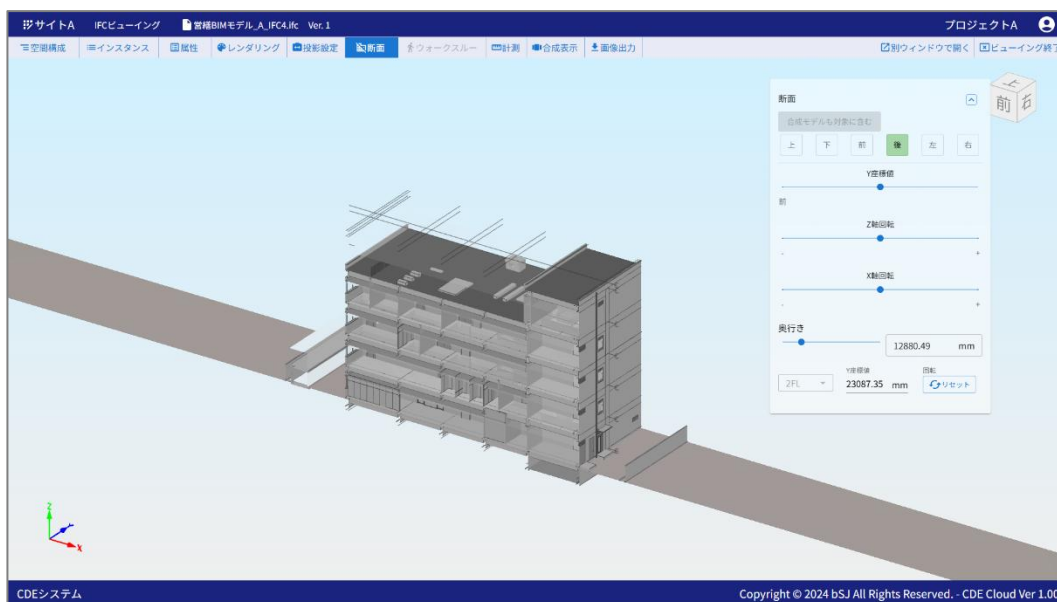 サイトA IFCビューイング 営繕BIMモデル_A_IFC4.ifc Ver. 1 プロジェクトA
空間構成 インスタンス 属性 レンダリング 投影設定 断面 ウォークスルー 計測 合成表示 画像出力 別ウィンドウで開く ビューイング終了
断面
合成モデルも対象に含む
上 下 前 後 左 右
Y座標値
前
Z軸回転
- +
X軸回転
- +
奥行き
12880.49 mm
Y座標値 回転
2FL 23087.35 mm リセット
上
前 右
Z
Y
X
CDEシステム Copyright © 2024 bSJ All Rights Reserved. - CDE Cloud Ver 1.00